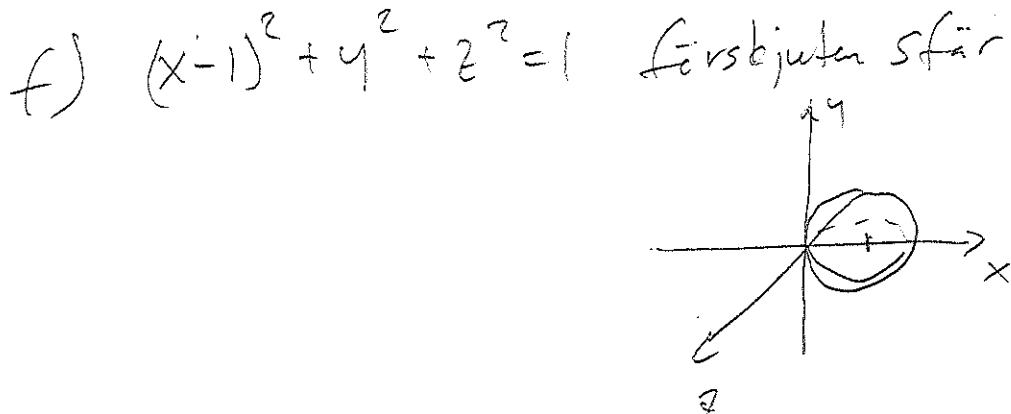 f) (x-1)² + y² + z² = 1 förskjuten sfär
y
x
z